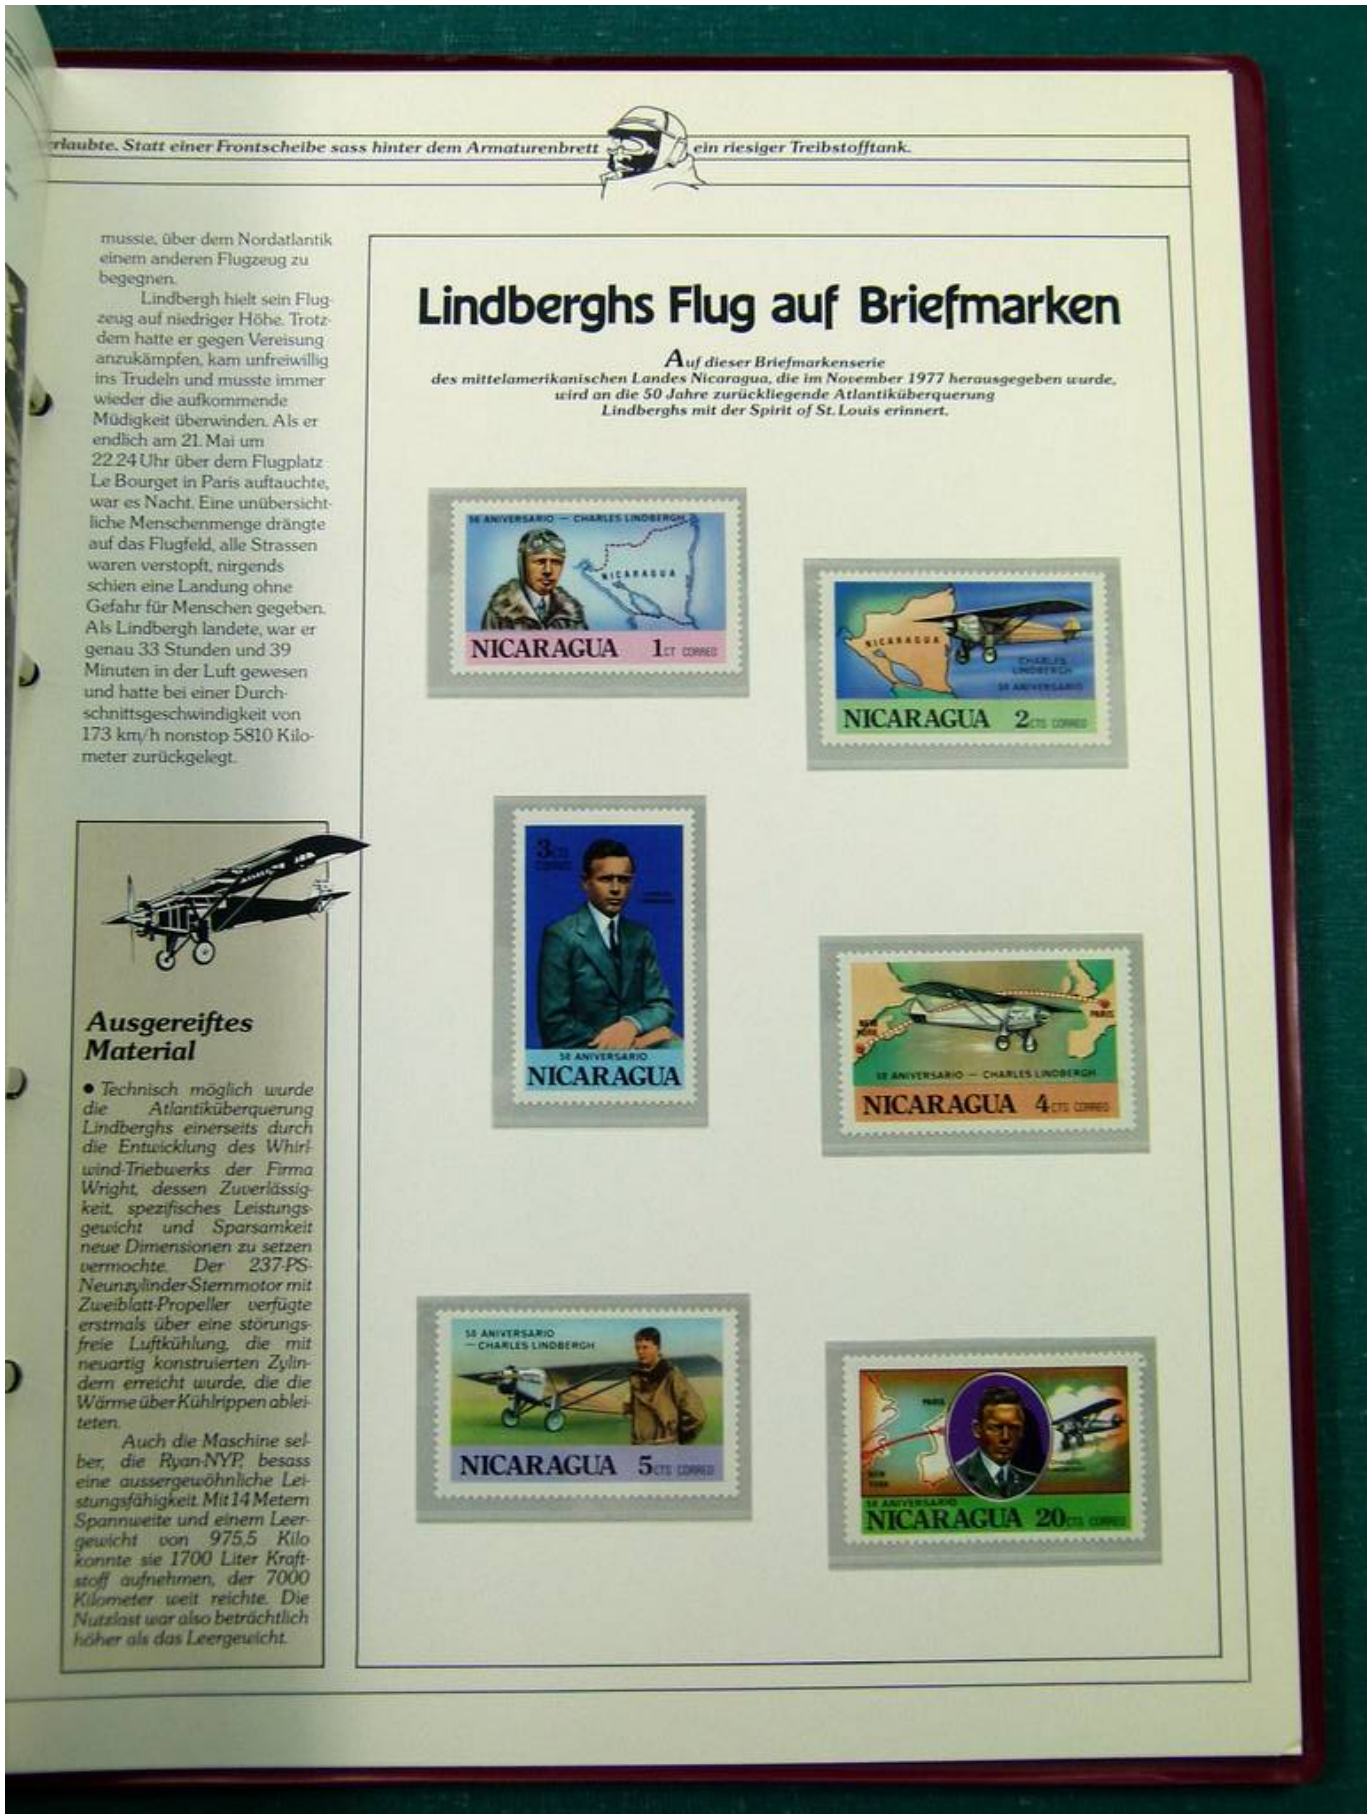 rlaubte. Statt einer Frontscheibe sass hinter dem Armaturenbrett ein riesiger Treibstofftank.
musste, über dem Nordatlantik
einem anderen Flugzeug zu
begegnen.
Lindbergh hielt sein Flug-
zeug auf niedriger Höhe. Trotz-
dem hatte er gegen Vereisung
anzukämpfen, kam unfreiwillig
ins Trudeln und musste immer
wieder die aufkommende
Müdigkeit überwinden. Als er
endlich am 21. Mai um
22.24 Uhr über dem Flugplatz
Le Bourget in Paris auftauchte,
war es Nacht. Eine unübersicht-
liche Menschenmenge drängte
auf das Flugfeld, alle Strassen
waren verstopft, nirgends
schien eine Landung ohne
Gefahr für Menschen gegeben.
Als Lindbergh landete, war er
genau 33 Stunden und 39
Minuten in der Luft gewesen
und hatte bei einer Durch-
schnittsgeschwindigkeit von
173 km/h nonstop 5810 Kilo-
meter zurückgelegt.
Ausgereiftes
Material
• Technisch möglich wurde
die Atlantiküberquerung
Lindberghs einerseits durch
die Entwicklung des Whirl-
wind-Triebwerks der Firma
Wright, dessen Zuverlässig-
keit, spezifisches Leistungs-
gewicht und Sparsamkeit
neue Dimensionen zu setzen
vermochte. Der 237-PS-
Neunzylinder-Sternmotor mit
Zweiblatt-Propeller verfügte
erstmals über eine störungs-
freie Luftkühlung, die mit
neuartig konstruierten Zylin-
dern erreicht wurde, die die
Wärme über Kühlrippen ablei-
teten.
Auch die Maschine sel-
ber, die Ryan-NYP, besass
eine aussergewöhnliche Lei-
stungsfähigkeit. Mit 14 Metern
Spannweite und einem Leer-
gewicht von 975,5 Kilo
konnte sie 1700 Liter Kraft-
stoff aufnehmen, der 7000
Kilometer weit reichte. Die
Nutzlast war also beträchtlich
höher als das Leergewicht.
Lindberghs Flug auf Briefmarken
Auf dieser Briefmarkenserie
des mittelamerikanischen Landes Nicaragua, die im November 1977 herausgegeben wurde,
wird an die 50 Jahre zurückliegende Atlantiküberquerung
Lindberghs mit der Spirit of St. Louis erinnert.
50 ANIVERSARIO — CHARLES LINDBERGH
NICARAGUA
NICARAGUA 1CT CORREO
NICARAGUA
CHARLES
LINDBERGH
50 ANIVERSARIO
NICARAGUA 2CTS CORREO
3CTS
CORREO
CHARLES
LINDBERGH
50 ANIVERSARIO
NICARAGUA
NEW
YORK
PARIS
50 ANIVERSARIO — CHARLES LINDBERGH
NICARAGUA 4CTS CORREO
50 ANIVERSARIO
— CHARLES LINDBERGH
NICARAGUA 5CTS CORREO
PARIS
NEW
YORK
CHARLES
50 ANIVERSARIO
NICARAGUA 20CTS CORREO